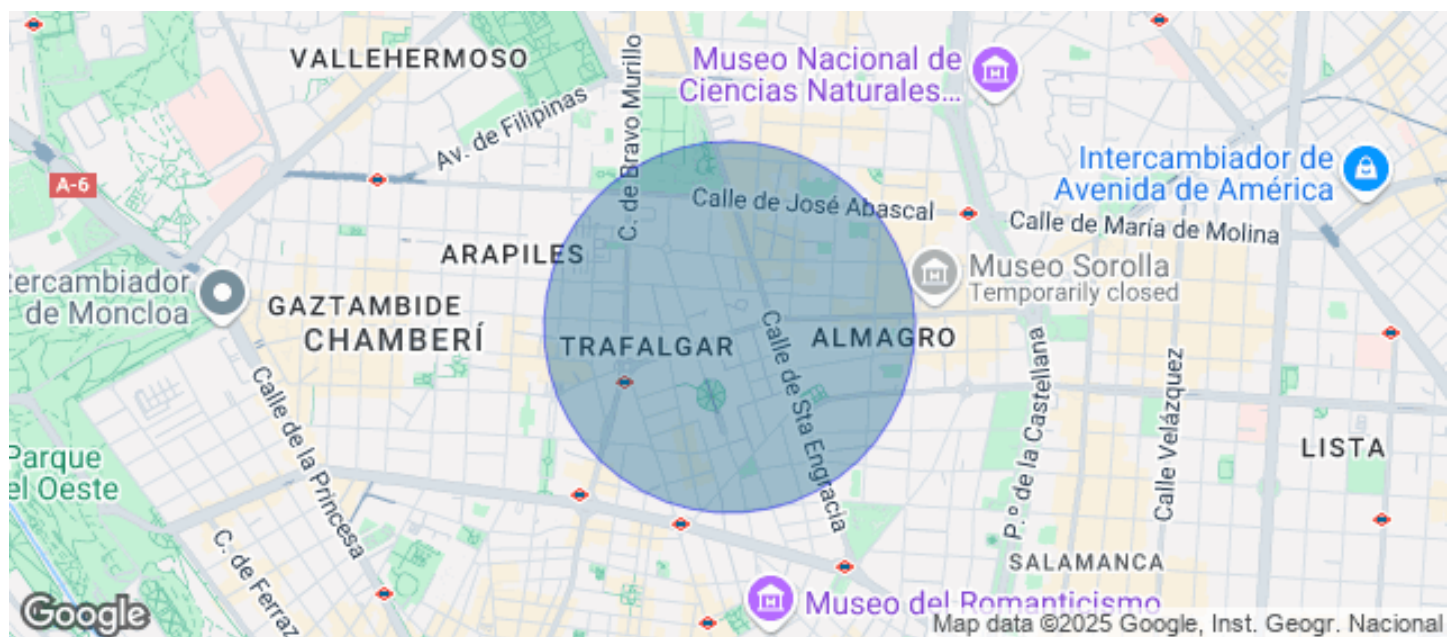 VALLEHERMOSO
Museo Nacional de
Ciencias Naturales...
C. de Bravo Murillo
Av. de Filipinas
Intercambiador de
Avenida de América
A-6
Calle de José Abascal
Calle de María de Molina
ARAPILES
Museo Sorolla
Temporarily closed
tercambiador
de Moncloa
GAZTAMBIDE
CHAMBERÍ
TRAFALGAR
ALMAGRO
Calle de Sta Engracia
Calle de la Princesa
P.º de la Castellana
Calle Velázquez
LISTA
Parque
el Oeste
C. de Ferraz
SALAMANCA
Museo del Romanticismo
Google
Map data ©2025 Google, Inst. Geogr. Nacional